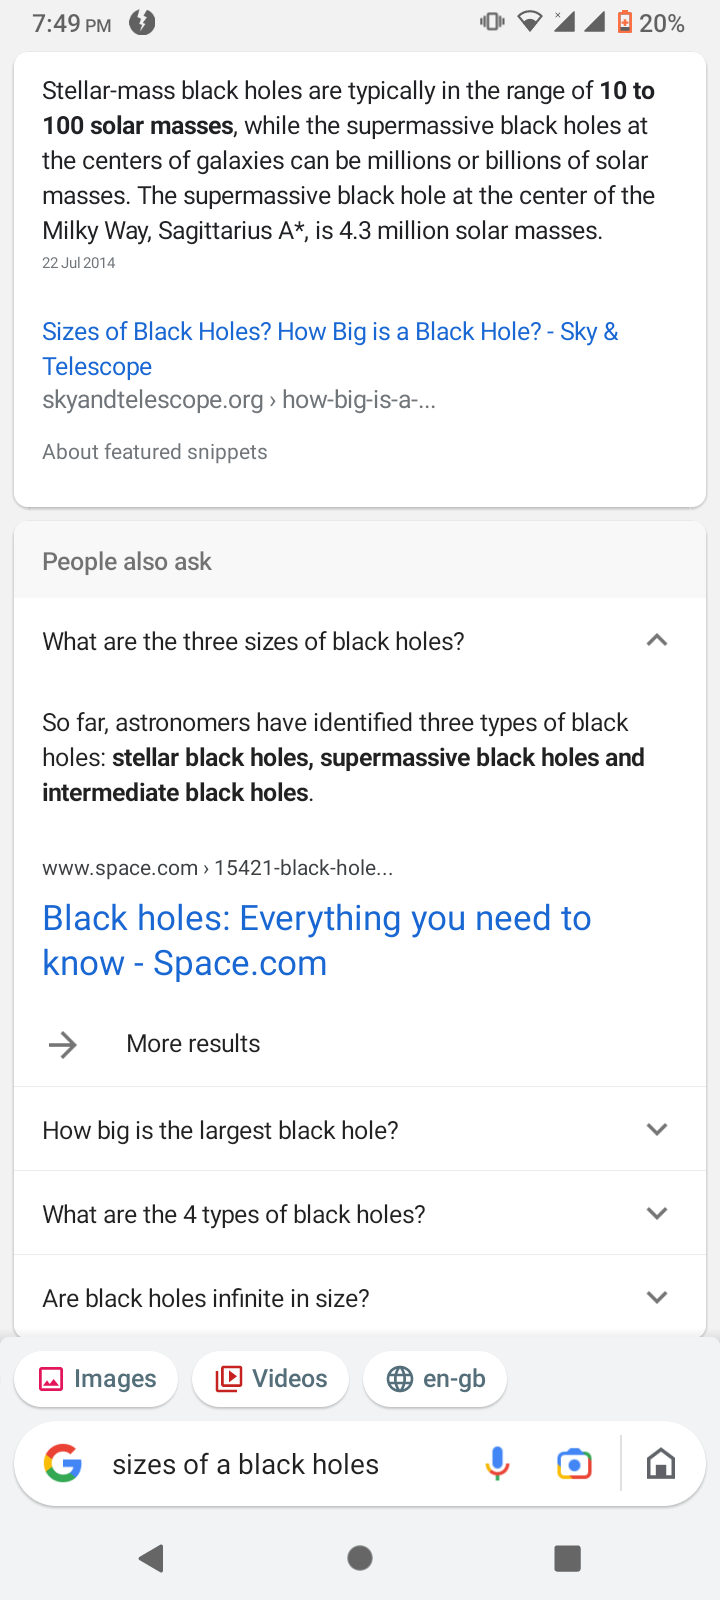 7:49 PM
20%
Stellar-mass black holes are typically in the range of 10 to
100 solar masses, while the supermassive black holes at
the centers of galaxies can be millions or billions of solar
masses. The supermassive black hole at the center of the
Milky Way, Sagittarius A*, is 4.3 million solar masses.
22 Jul 2014
Sizes of Black Holes? How Big is a Black Hole? - Sky &
Telescope
skyandtelescope.org › how-big-is-a-...
About featured snippets
People also ask
What are the three sizes of black holes?
So far, astronomers have identified three types of black
holes: stellar black holes, supermassive black holes and
intermediate black holes.
www.space.com › 15421-black-hole...
Black holes: Everything you need to
know - Space.com
More results
How big is the largest black hole?
What are the 4 types of black holes?
Are black holes infinite in size?
Images
Videos
en-gb
sizes of a black holes